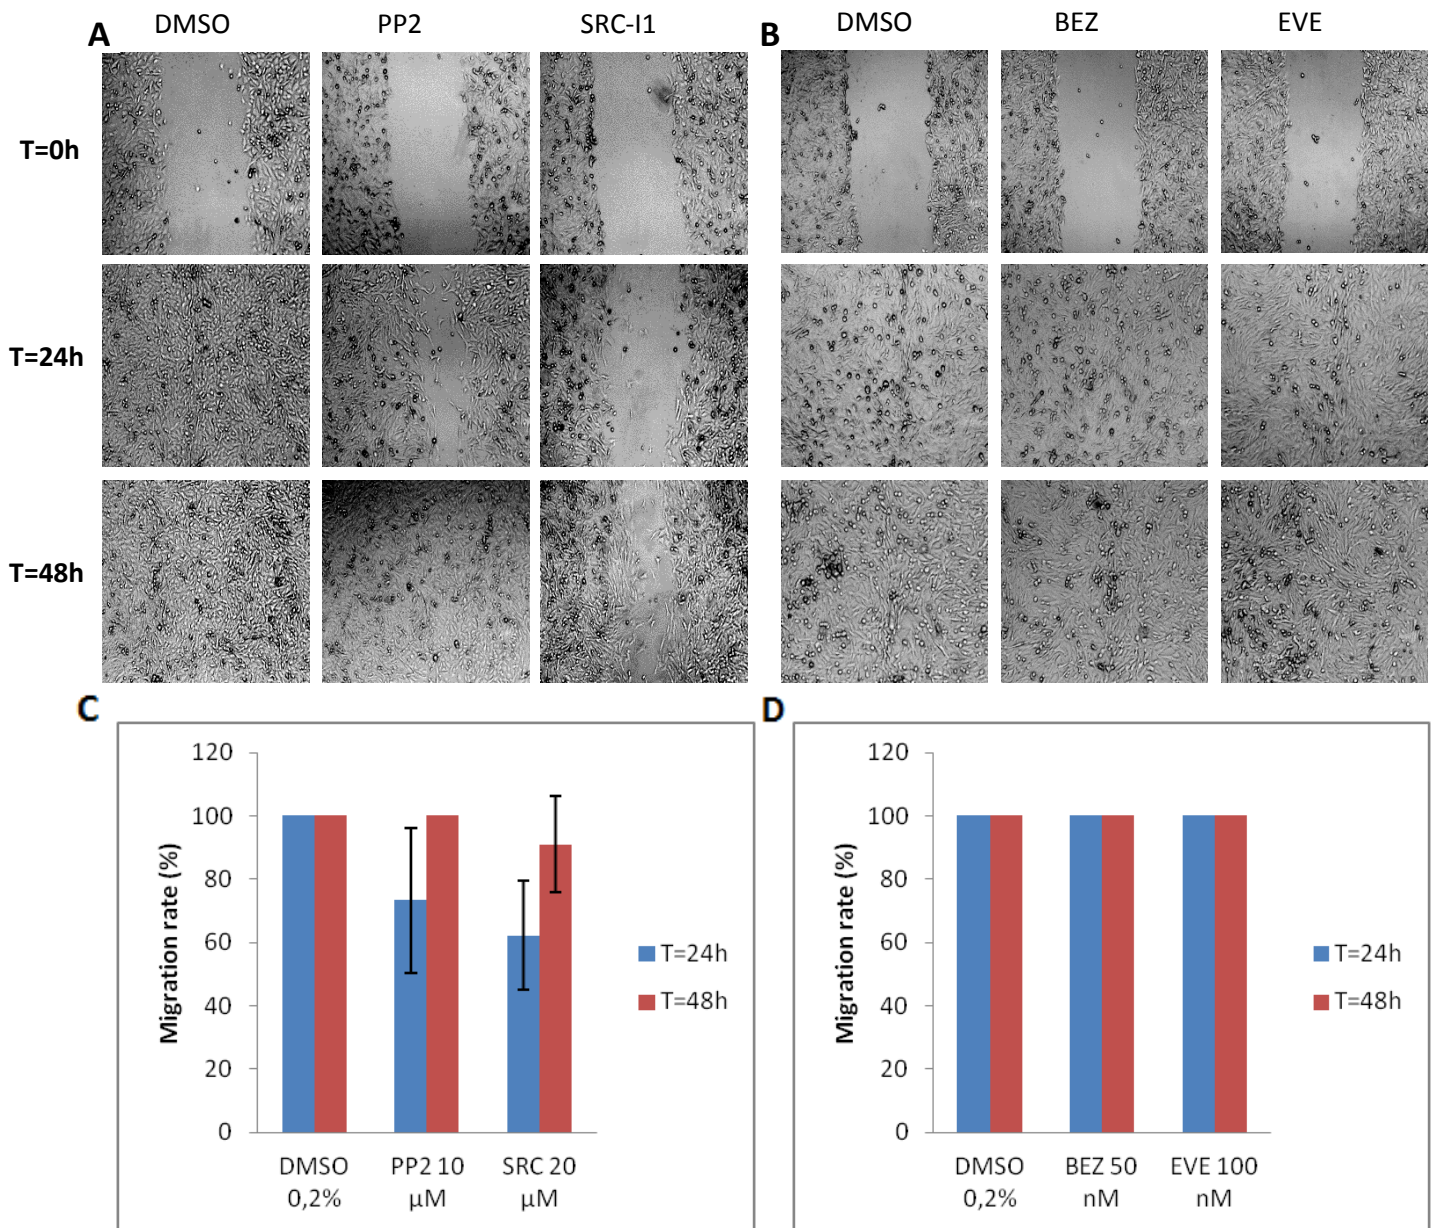 A DMSO PP2 SRC-I1 B DMSO BEZ EVE
T=0h
T=24h
T=48h
C
120
100
80
60
40
20
0
Migration rate (%)
DMSO 0,2%
PP2 10 µM
SRC 20 µM
T=24h
T=48h
D
120
100
80
60
40
20
0
Migration rate (%)
DMSO 0,2%
BEZ 50 nM
EVE 100 nM
T=24h
T=48h